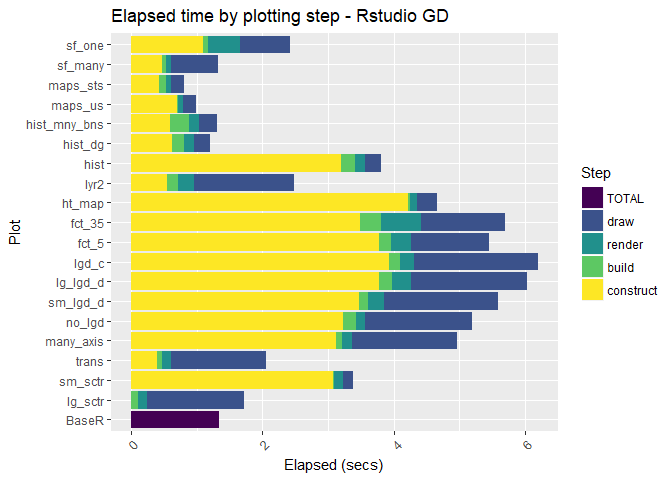 Elapsed time by plotting step - Rstudio GD
Plot
sf_one
sf_many
maps_sts
maps_us
hist_mny_bns
hist_dg
hist
lyr2
ht_map
fct_35
fct_5
lgd_c
lg_lgd_d
sm_lgd_d
no_lgd
many_axis
trans
sm_sctr
lg_sctr
BaseR
0
2
4
6
Elapsed (secs)
Step
TOTAL
draw
render
build
construct